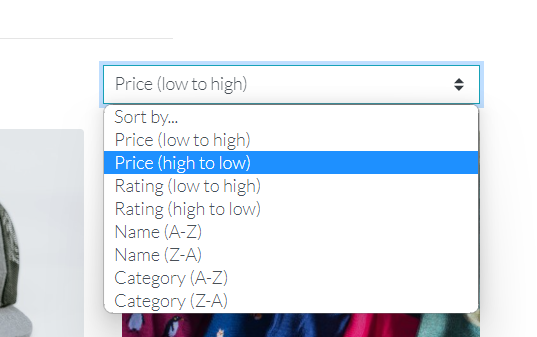 Price (low to high)
Sort by...
Price (low to high)
Price (high to low)
Rating (low to high)
Rating (high to low)
Name (A-Z)
Name (Z-A)
Category (A-Z)
Category (Z-A)